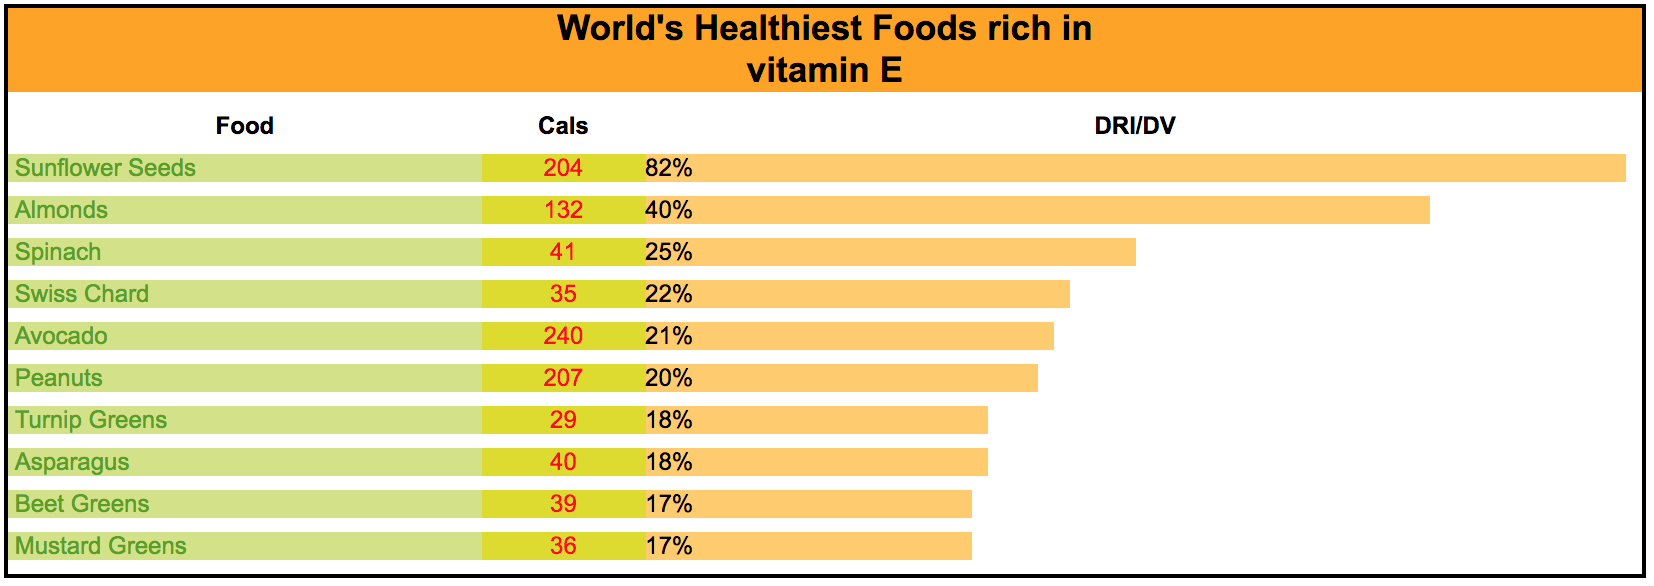 World's Healthiest Foods rich in
vitamin E
Food Cals DRI/DV
Sunflower Seeds 204 82%
Almonds 132 40%
Spinach 41 25%
Swiss Chard 35 22%
Avocado 240 21%
Peanuts 207 20%
Turnip Greens 29 18%
Asparagus 40 18%
Beet Greens 39 17%
Mustard Greens 36 17%